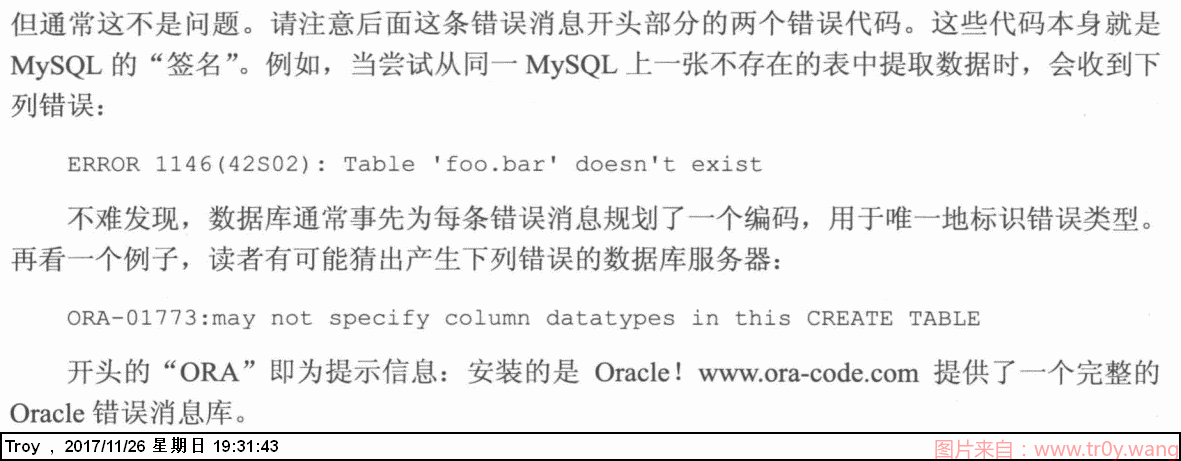 但通常这不是问题。请注意后面这条错误消息开头部分的两个错误代码。这些代码本身就是
MySQL 的“签名”。例如，当尝试从同一 MySQL 上一张不存在的表中提取数据时，会收到下
列错误：
ERROR 1146(42S02): Table 'foo.bar' doesn't exist
不难发现，数据库通常事先为每条错误消息规划了一个编码，用于唯一地标识错误类型。
再看一个例子，读者有可能猜出产生下列错误的数据库服务器：
ORA-01773:may not specify column datatypes in this CREATE TABLE
开头的“ORA”即为提示信息：安装的是 Oracle！www.ora-code.com 提供了一个完整的
Oracle 错误消息库。
Troy , 2017/11/26 星期日 19:31:43
图片来自：www.tr0y.wang